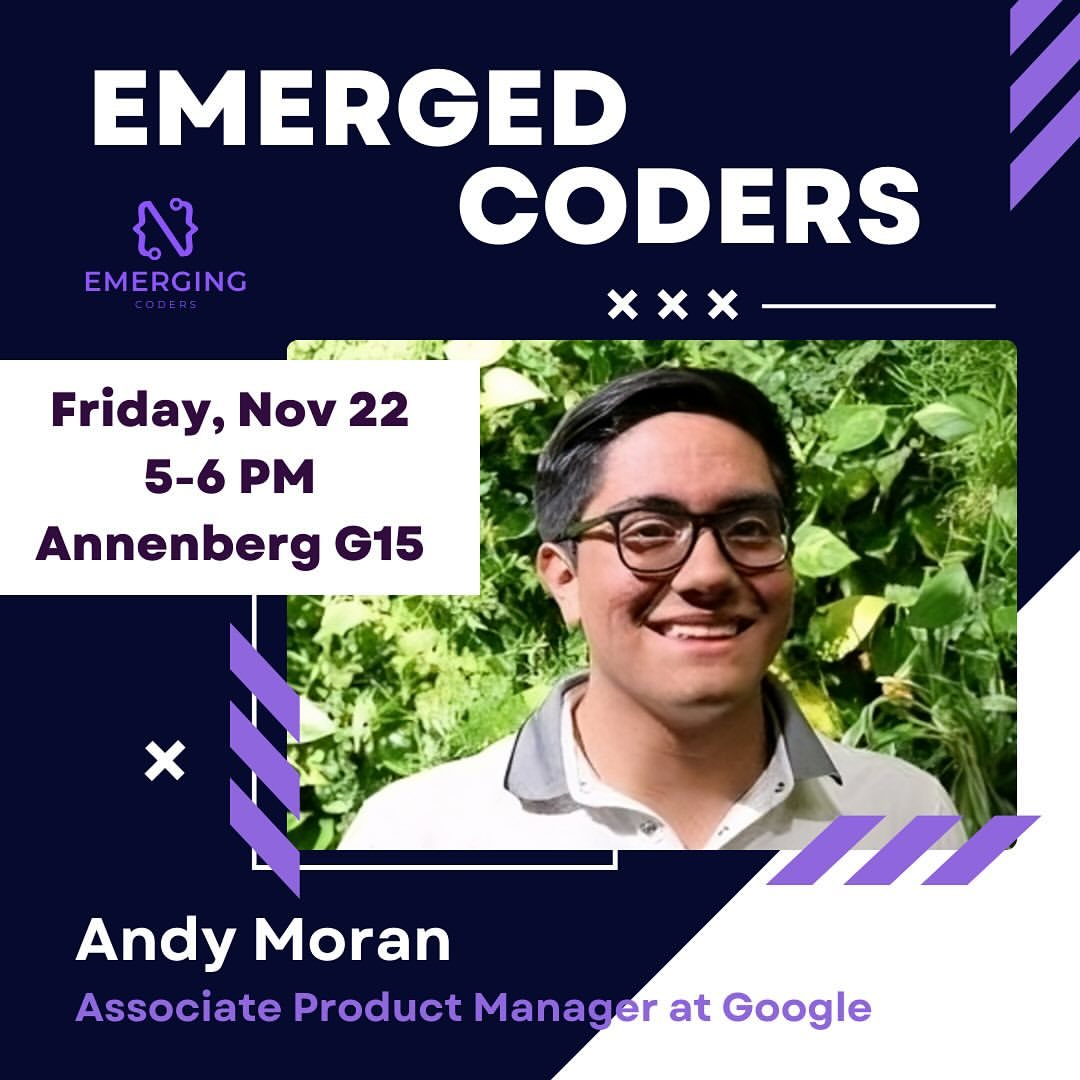 EMERGED
CODERS
EMERGING
CODERS
Friday, Nov 22
5-6 PM
Annenberg G15
Andy Moran
Associate Product Manager at Google